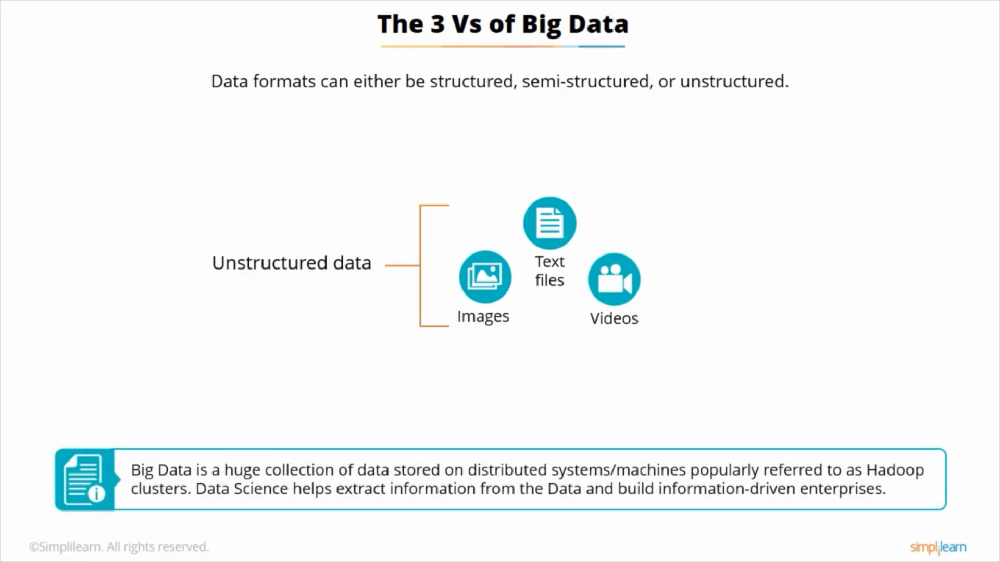 The 3 Vs of Big Data
Data formats can either be structured, semi-structured, or unstructured.
Unstructured data
Text
files
Images
Videos
Big Data is a huge collection of data stored on distributed systems/machines popularly referred to as Hadoop
clusters. Data Science helps extract information from the Data and build information-driven enterprises.
©Simplilearn. All rights reserved.
simplilearn